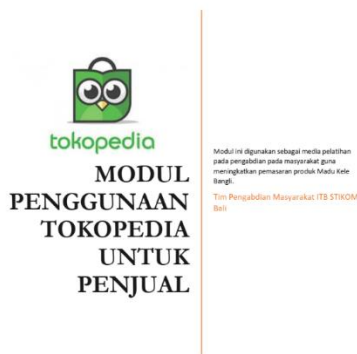 tokopedia
MODUL
PENGGUNAAN
TOKOPEDIA
UNTUK
PENJUAL
Modul ini digunakan sebagai media pelatihan
pada pengabdian pada masyarakat guna
meningkatkan pemasaran produk Madu Kele
Bangli.
Tim Pengabdian Masyarakat ITB STIKOM
Bali